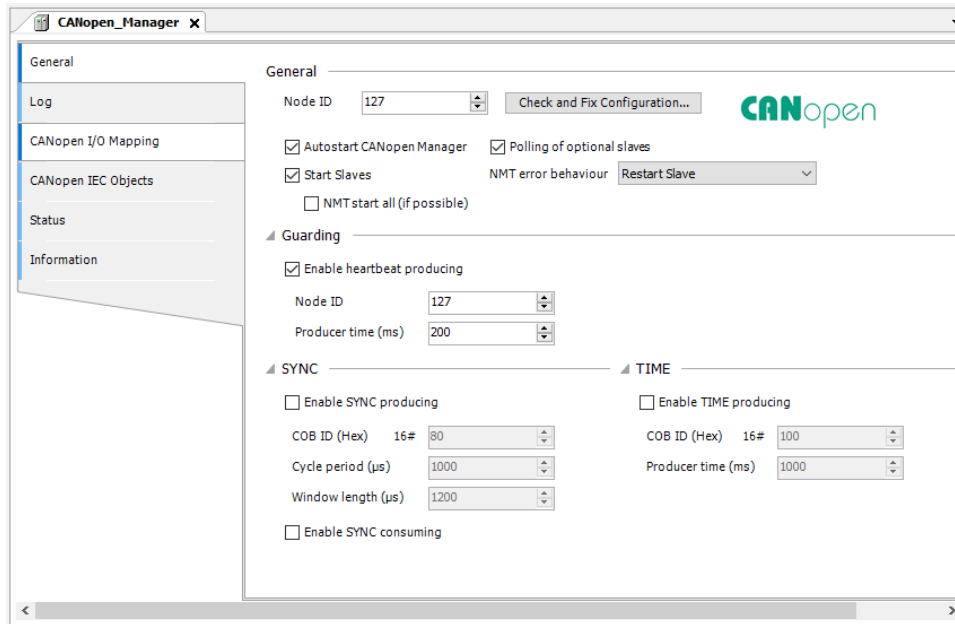 CANopen_Manager
General
Log
CANopen I/O Mapping
CANopen IEC Objects
Status
Information
General
Node ID 127 Check and Fix Configuration... CANopen
Autostart CANopen Manager Polling of optional slaves
Start Slaves NMT error behaviour Restart Slave
NMT start all (if possible)
Guarding
Enable heartbeat producing
Node ID 127
Producer time (ms) 200
SYNC
Enable SYNC producing
COB ID (Hex) 16# 80
Cycle period (µs) 1000
Window length (µs) 1200
Enable SYNC consuming
TIME
Enable TIME producing
COB ID (Hex) 16# 100
Producer time (ms) 1000